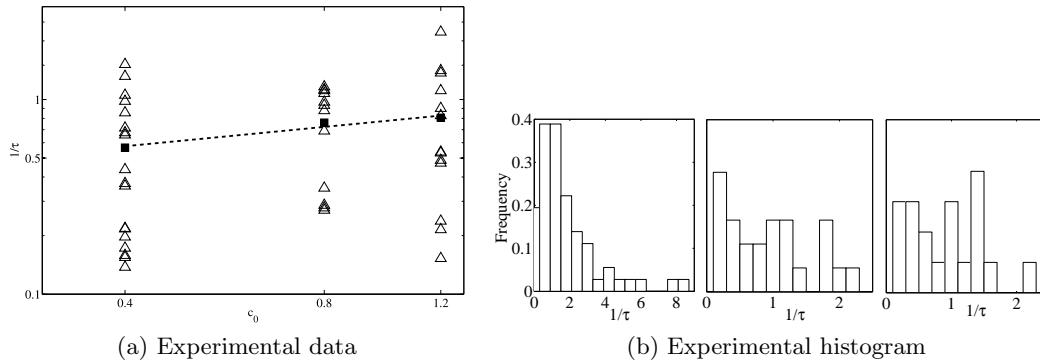 1
0.5
0.1
1/τ
0.4 0.8 1.2
c0
(a) Experimental data
0.4
0.3
0.2
0.1
0
Frequency
0 2 4 6 8
1/τ
0 1 2
1/τ
0 1 2
1/τ
(b) Experimental histogram